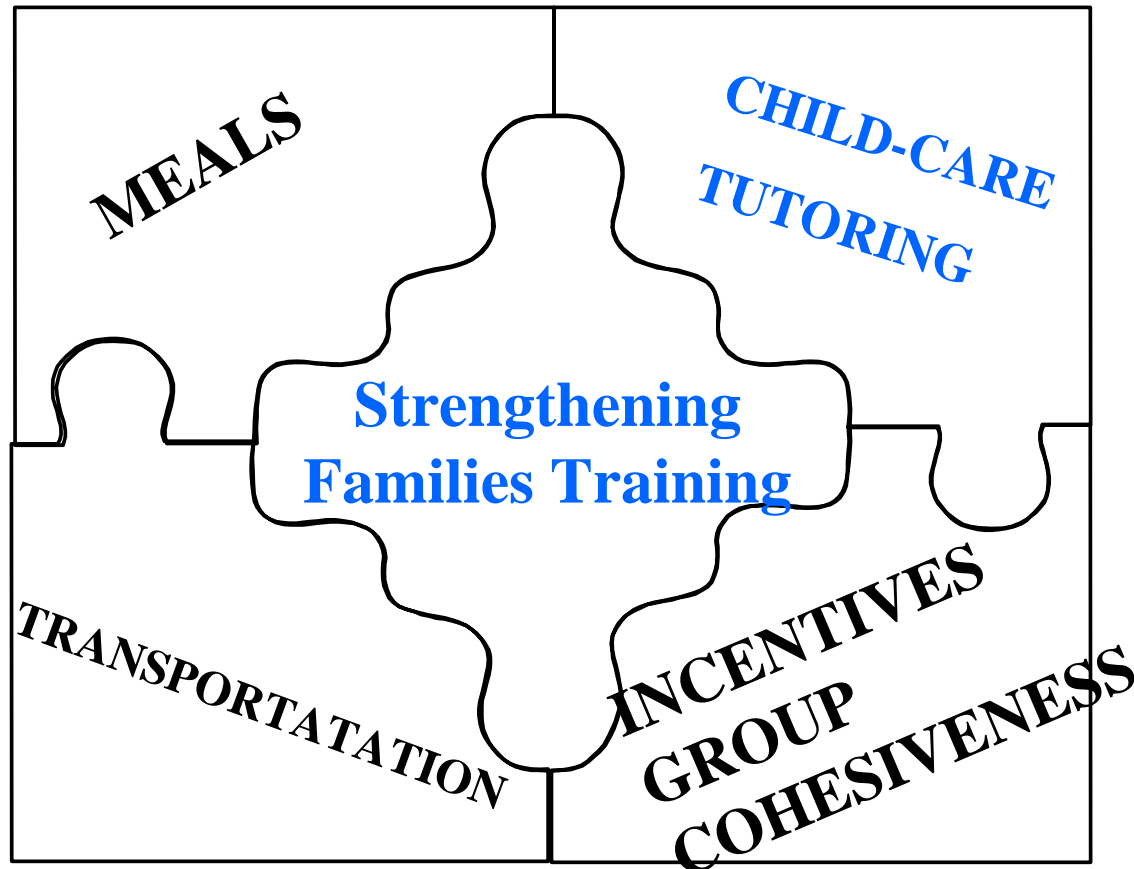 MEALS
CHILD-CARE
TUTORING
Strengthening
Families Training
TRANSPORTATATION
INCENTIVES
GROUP
COHESIVENESS